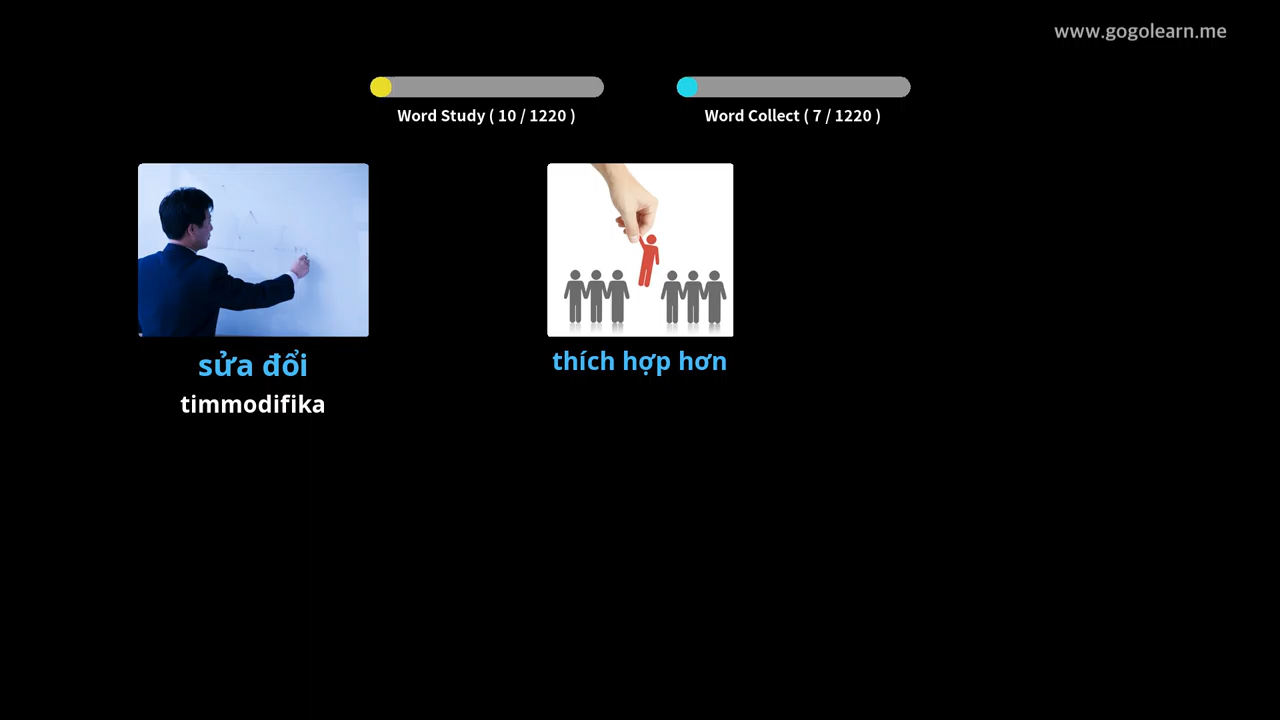 www.gogolearn.me
Word Study ( 10 / 1220 )
Word Collect ( 7 / 1220 )
sửa đổi
timmodifika
thích hợp hơn